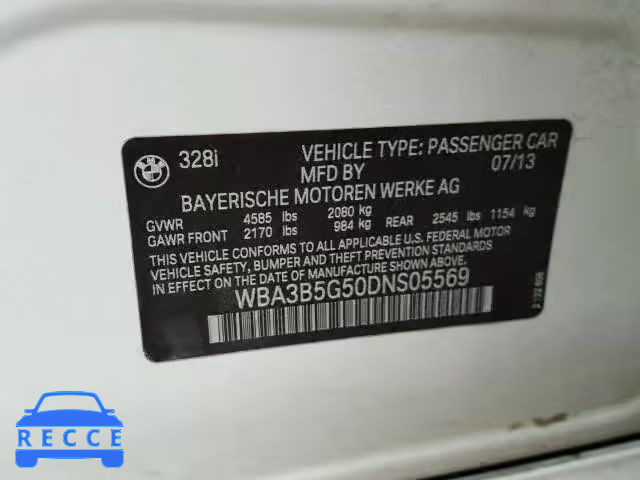 328i VEHICLE TYPE: PASSENGER CAR
MFD BY 07/13
BAYERISCHE MOTOREN WERKE AG
GVWR 4585 lbs 2080 kg
GAWR FRONT 2170 lbs 984 kg REAR 2545 lbs 1154 kg
THIS VEHICLE CONFORMS TO ALL APPLICABLE U.S. FEDERAL MOTOR
VEHICLE SAFETY, BUMPER AND THEFT PREVENTION STANDARDS IN
EFFECT ON THE DATE OF MANUFACTURE SHOWN ABOVE.
WBA3B5G50DNS05569
RECCE